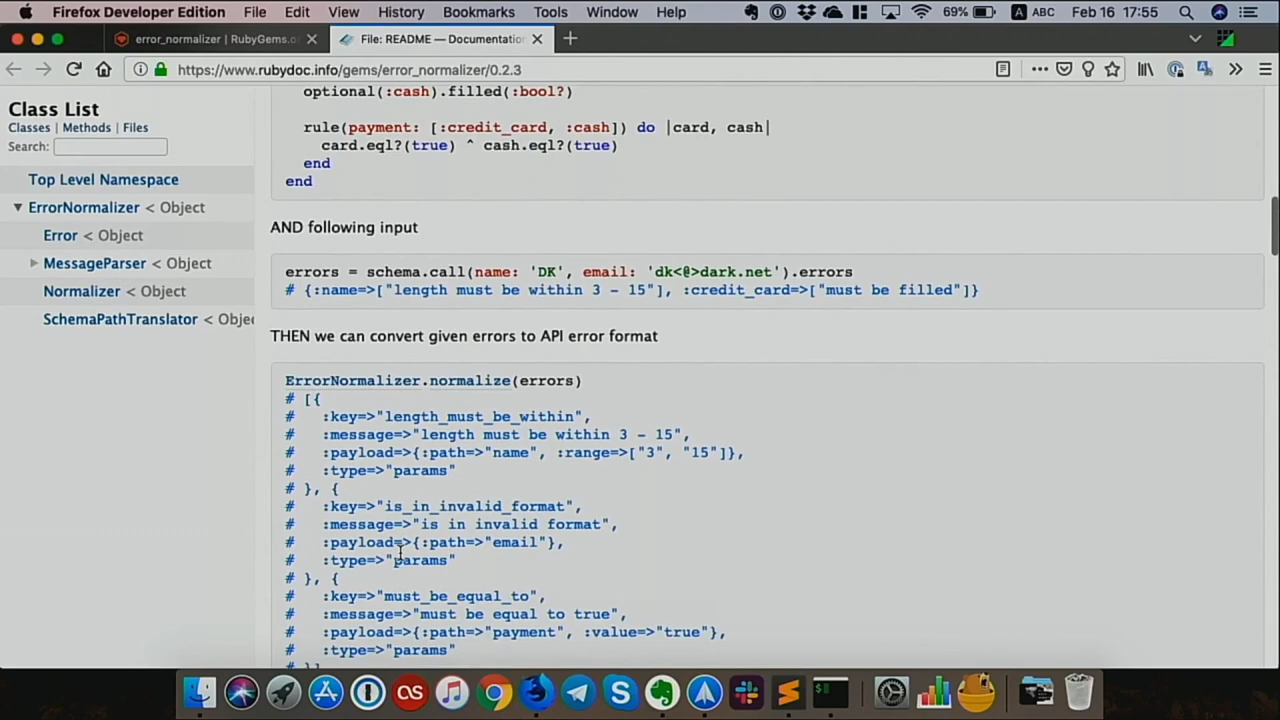 Firefox Developer Edition File Edit View History Bookmarks Tools Window Help 69% A ABC Feb 16 17:55
error_normalizer | RubyGems.o
File: README — Documentation
https://www.rubydoc.info/gems/error_normalizer/0.2.3
Class List
Classes | Methods | Files
Search:
Top Level Namespace
▼ ErrorNormalizer < Object
Error < Object
▶ MessageParser < Object
Normalizer < Object
SchemaPathTranslator < Obje
optional(:cash).filled(:bool?)
rule(payment: [:credit_card, :cash]) do |card, cash|
card.eql?(true) ^ cash.eql?(true)
end
end
AND following input
errors = schema.call(name: 'DK', email: 'dk<@>dark.net').errors
# {:name=>["length must be within 3 - 15"], :credit_card=>["must be filled"]}
THEN we can convert given errors to API error format
ErrorNormalizer.normalize(errors)
# [{
#   :key=>"length_must_be_within",
#   :message=>"length must be within 3 - 15",
#   :payload=>{:path=>"name", :range=>["3", "15"]},
#   :type=>"params"
# }, {
#   :key=>"is_in_invalid_format",
#   :message=>"is in invalid format",
#   :payload=>{:path=>"email"},
#   :type=>"params"
# }, {
#   :key=>"must_be_equal_to",
#   :message=>"must be equal to true",
#   :payload=>{:path=>"payment", :value=>"true"},
#   :type=>"params"
# }]